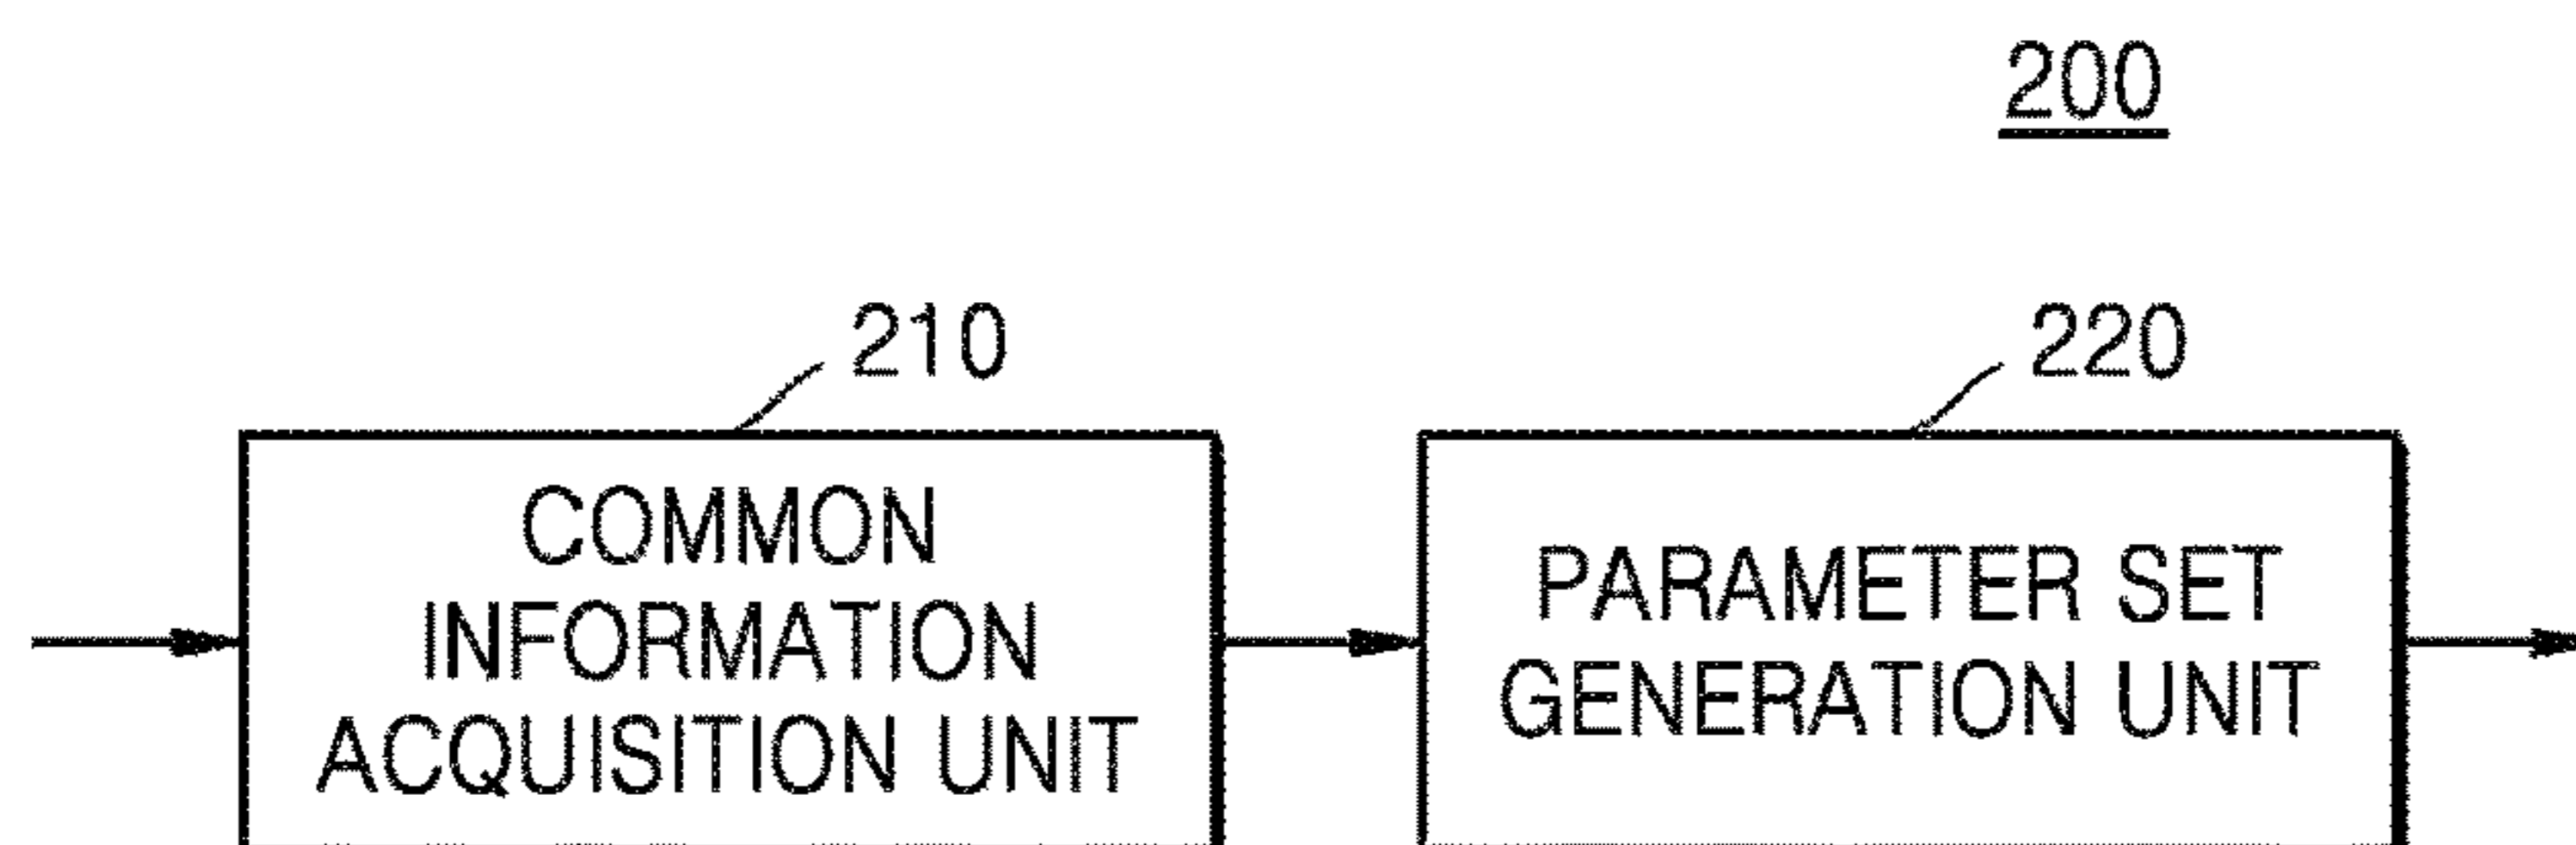 200
210
220
COMMON
INFORMATION
ACQUISITION UNIT
PARAMETER SET
GENERATION UNIT